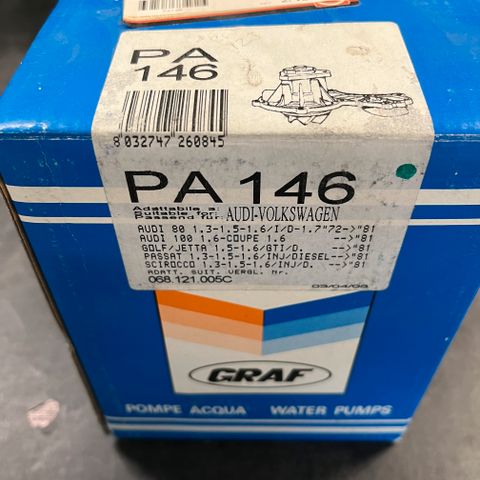 PA
146
8 032747 260845
PA 146
Adattabile a:
Suitable for:
Passend für: AUDI-VOLKSWAGEN
AUDI 80 1.3-1.5-1.6/I/D-1.7"72->"81
AUDI 100 1.6-COUPE 1.6 -->"81
GOLF/JETTA 1.5-1.6/GTI/D. -->"81
PASSAT 1.3-1.5-1.6/INJ/DIESEL-->"81
SCIROCCO 1.3-1.5-1.6/INJ/D. -->"81
ADATT. SUIT. VERGL. Nr.
068.121.005C
GRAF
POMPE ACQUA WATER PUMPS